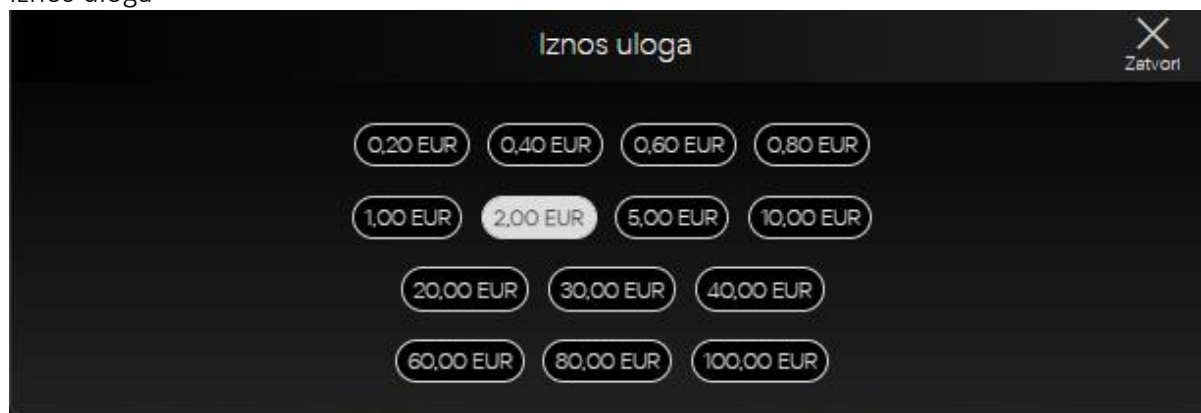 Iznos uloga
Zatvori
0,20 EUR 0,40 EUR 0,60 EUR 0,80 EUR
1,00 EUR 2,00 EUR 5,00 EUR 10,00 EUR
20,00 EUR 30,00 EUR 40,00 EUR
60,00 EUR 80,00 EUR 100,00 EUR